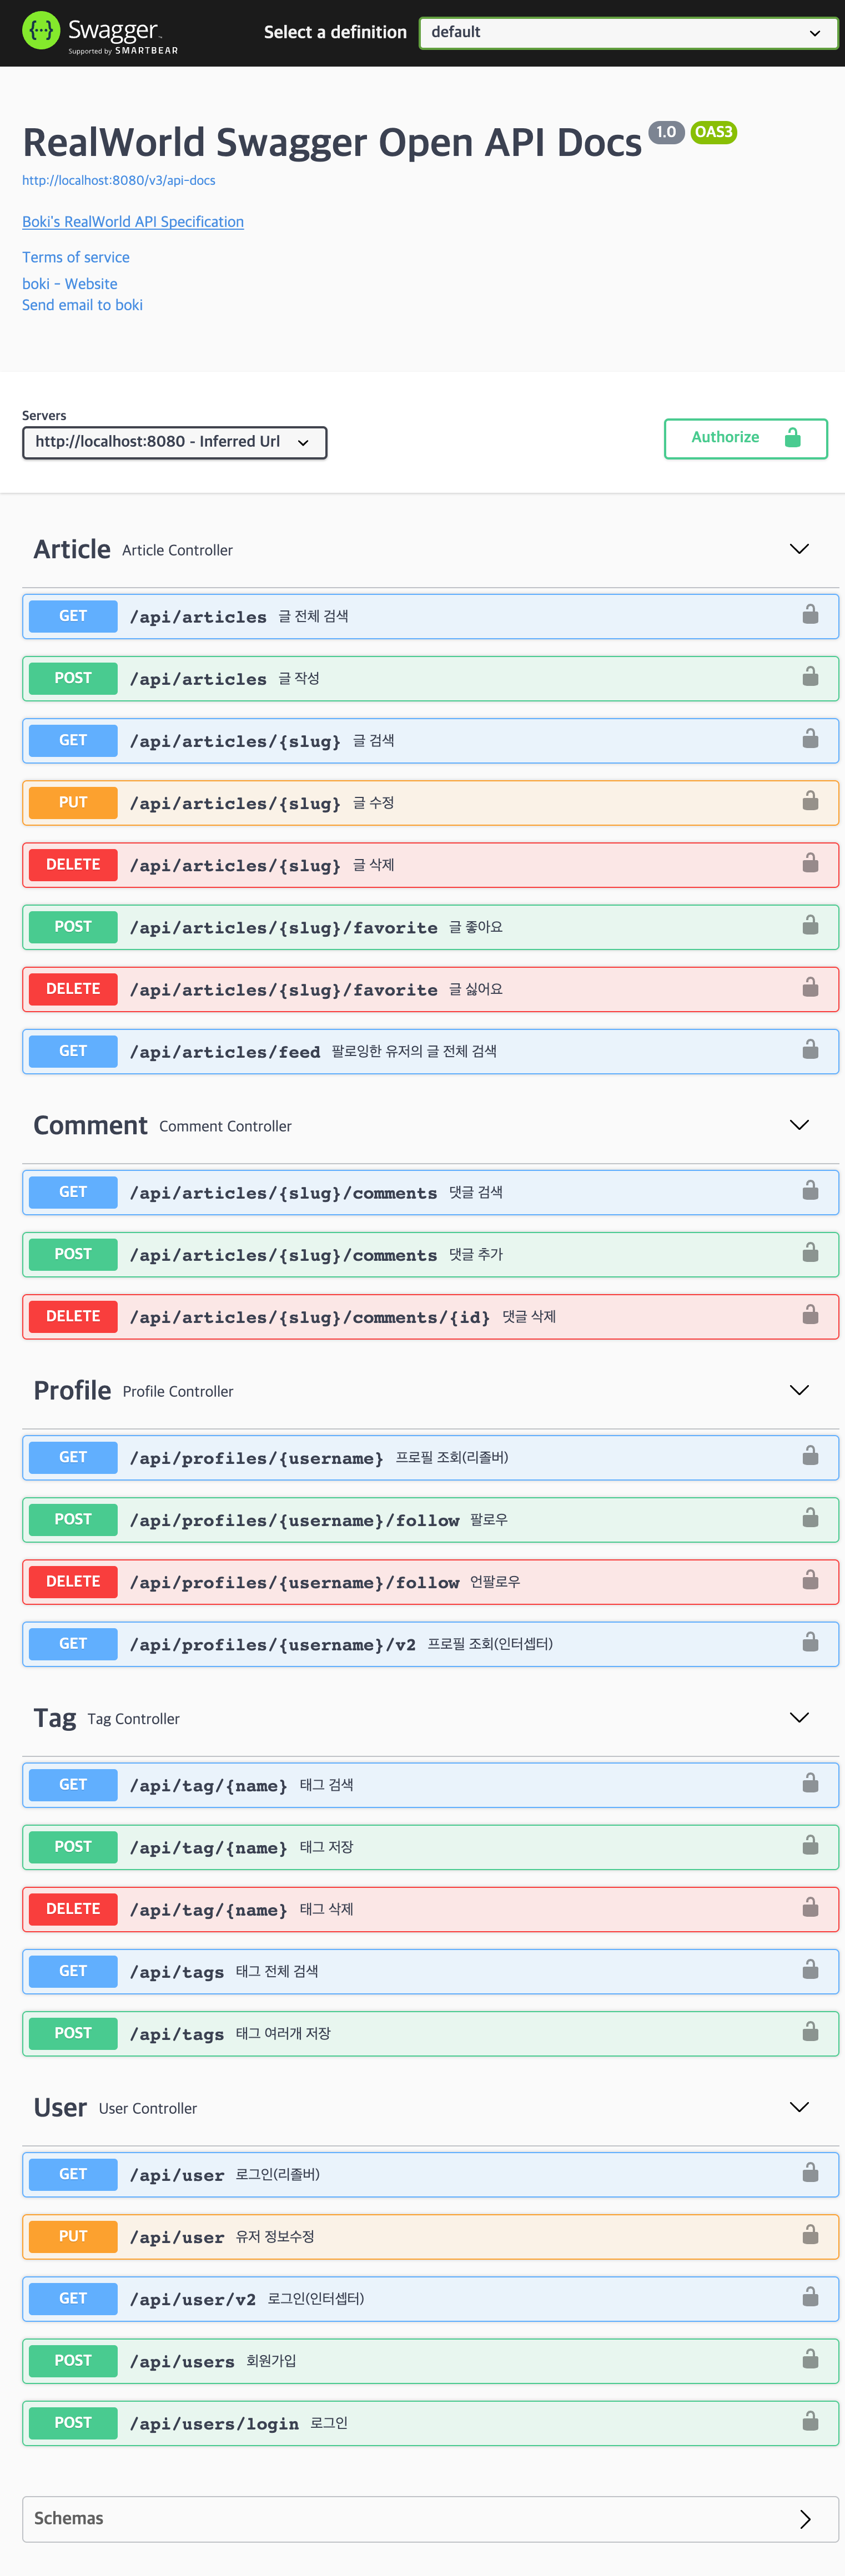 Swagger™ Supported by SMARTBEAR
Select a definition default
RealWorld Swagger Open API Docs 1.0 OAS3
http://localhost:8080/v3/api-docs
Boki's RealWorld API Specification
Terms of service
boki - Website
Send email to boki
Servers
http://localhost:8080 - Inferred Url
Authorize
Article Article Controller
GET /api/articles 글 전체 검색
POST /api/articles 글 작성
GET /api/articles/{slug} 글 검색
PUT /api/articles/{slug} 글 수정
DELETE /api/articles/{slug} 글 삭제
POST /api/articles/{slug}/favorite 글 좋아요
DELETE /api/articles/{slug}/favorite 글 싫어요
GET /api/articles/feed 팔로잉한 유저의 글 전체 검색
Comment Comment Controller
GET /api/articles/{slug}/comments 댓글 검색
POST /api/articles/{slug}/comments 댓글 추가
DELETE /api/articles/{slug}/comments/{id} 댓글 삭제
Profile Profile Controller
GET /api/profiles/{username} 프로필 조회(리졸버)
POST /api/profiles/{username}/follow 팔로우
DELETE /api/profiles/{username}/follow 언팔로우
GET /api/profiles/{username}/v2 프로필 조회(인터셉터)
Tag Tag Controller
GET /api/tag/{name} 태그 검색
POST /api/tag/{name} 태그 저장
DELETE /api/tag/{name} 태그 삭제
GET /api/tags 태그 전체 검색
POST /api/tags 태그 여러개 저장
User User Controller
GET /api/user 로그인(리졸버)
PUT /api/user 유저 정보수정
GET /api/user/v2 로그인(인터셉터)
POST /api/users 회원가입
POST /api/users/login 로그인
Schemas